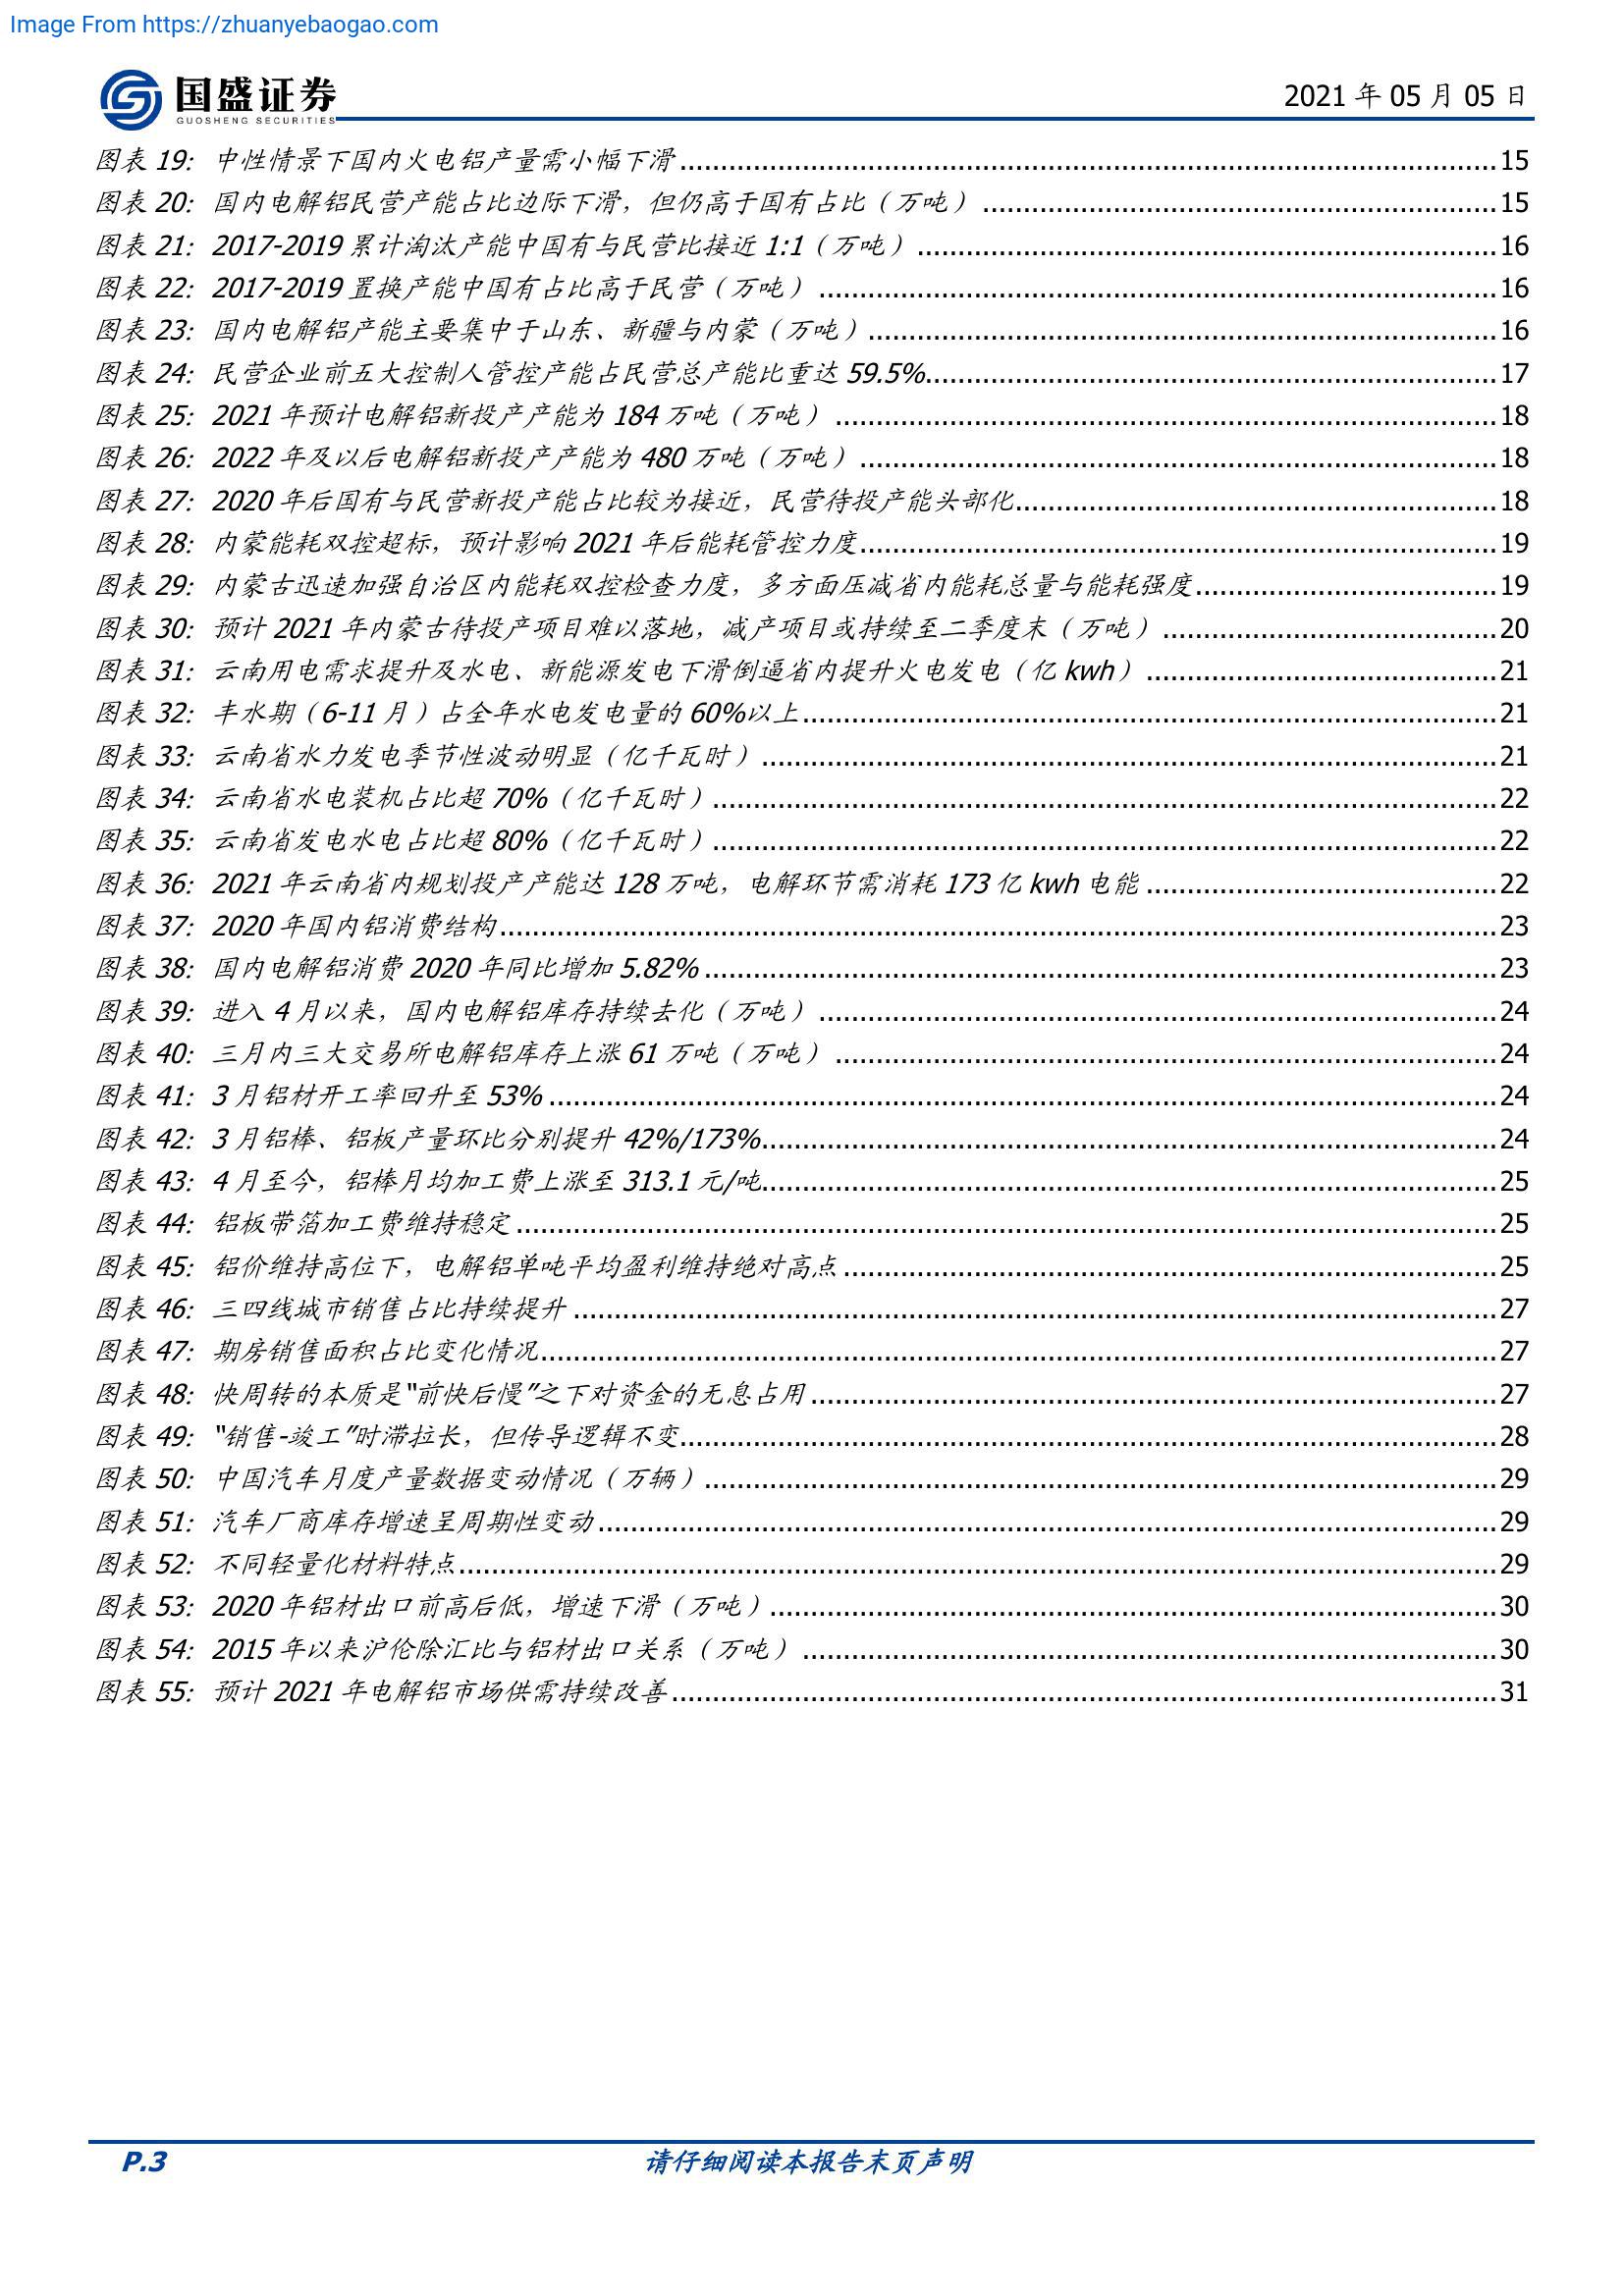 Image From https://zhuanyebaogao.com
国盛证券
GUOSHENG SECURITIES
2021 年 05 月 05 日
图表 19: 中性情景下国内火电铝产量需小幅下滑 15
图表 20: 国内电解铝民营产能占比边际下滑，但仍高于国有占比（万吨） 15
图表 21: 2017-2019 累计淘汰产能中国有与民营比接近 1:1（万吨） 16
图表 22: 2017-2019 置换产能中国有占比高于民营（万吨） 16
图表 23: 国内电解铝产能主要集中于山东、新疆与内蒙（万吨） 16
图表 24: 民营企业前五大控制人管控产能占民营总产能比重达 59.5% 17
图表 25: 2021 年预计电解铝新投产产能为 184 万吨（万吨） 18
图表 26: 2022 年及以后电解铝新投产产能为 480 万吨（万吨） 18
图表 27: 2020 年后国有与民营新投产能占比较为接近，民营待投产能头部化 18
图表 28: 内蒙能耗双控超标，预计影响 2021 年后能耗管控力度 19
图表 29: 内蒙古迅速加强自治区内能耗双控检查力度，多方面压减省内能耗总量与能耗强度 19
图表 30: 预计 2021 年内蒙古待投产项目难以落地，减产项目或持续至二季度末（万吨） 20
图表 31: 云南用电需求提升及水电、新能源发电下滑倒逼省内提升火电发电（亿 kwh） 21
图表 32: 丰水期（6-11 月）占全年水电发电量的 60%以上 21
图表 33: 云南省水力发电季节性波动明显（亿千瓦时） 21
图表 34: 云南省水电装机占比超 70%（亿千瓦时） 22
图表 35: 云南省发电水电占比超 80%（亿千瓦时） 22
图表 36: 2021 年云南省内规划投产产能达 128 万吨，电解环节需消耗 173 亿 kwh 电能 22
图表 37: 2020 年国内铝消费结构 23
图表 38: 国内电解铝消费 2020 年同比增加 5.82% 23
图表 39: 进入 4 月以来，国内电解铝库存持续去化（万吨） 24
图表 40: 三月内三大交易所电解铝库存上涨 61 万吨（万吨） 24
图表 41: 3 月铝材开工率回升至 53% 24
图表 42: 3 月铝棒、铝板产量环比分别提升 42%/173% 24
图表 43: 4 月至今，铝棒月均加工费上涨至 313.1 元/吨 25
图表 44: 铝板带箔加工费维持稳定 25
图表 45: 铝价维持高位下，电解铝单吨平均盈利维持绝对高点 25
图表 46: 三四线城市销售占比持续提升 27
图表 47: 期房销售面积占比变化情况 27
图表 48: 快周转的本质是“前快后慢”之下对资金的无息占用 27
图表 49: “销售-竣工”时滞拉长，但传导逻辑不变 28
图表 50: 中国汽车月度产量数据变动情况（万辆） 29
图表 51: 汽车厂商库存增速呈周期性变动 29
图表 52: 不同轻量化材料特点 29
图表 53: 2020 年铝材出口前高后低，增速下滑（万吨） 30
图表 54: 2015 年以来沪伦除汇比与铝材出口关系（万吨） 30
图表 55: 预计 2021 年电解铝市场供需持续改善 31
P.3
请仔细阅读本报告末页声明